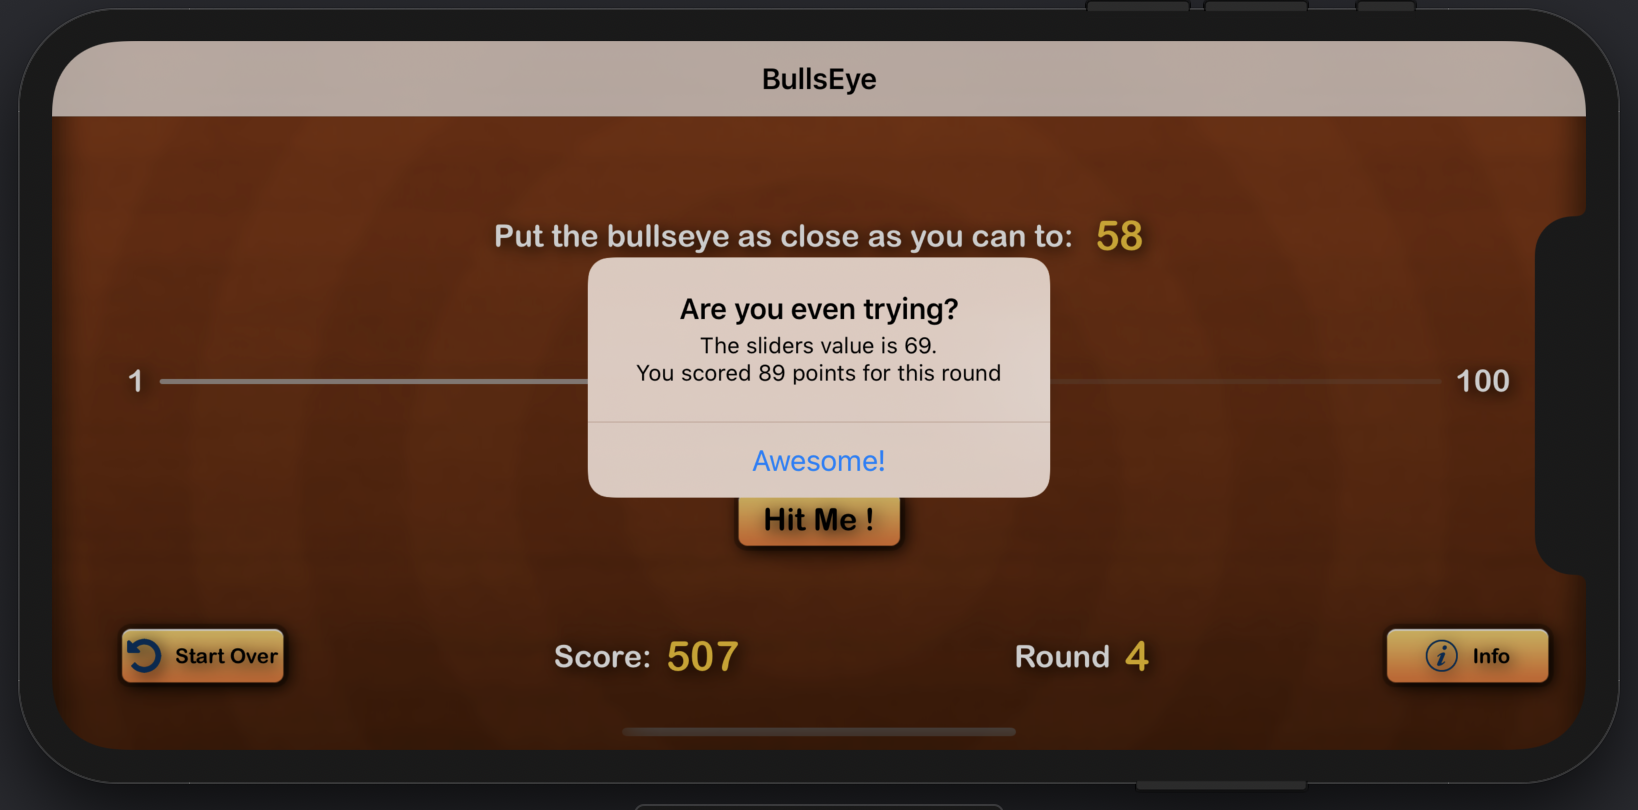 BullsEye
Put the bullseye as close as you can to: 58
Are you even trying?
The sliders value is 69.
You scored 89 points for this round
1
100
Awesome!
Hit Me !
Start Over
Score: 507
Round 4
Info